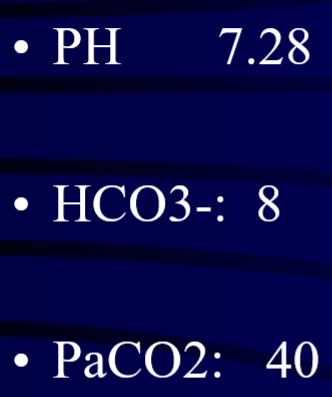 • PH 7.28
• HCO3-: 8
• PaCO2: 40